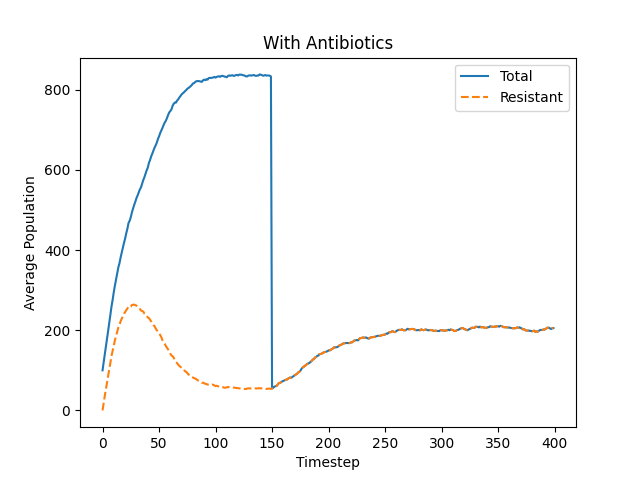 With Antibiotics
Total
Resistant
Average Population
800
600
400
200
0
0 50 100 150 200 250 300 350 400
Timestep